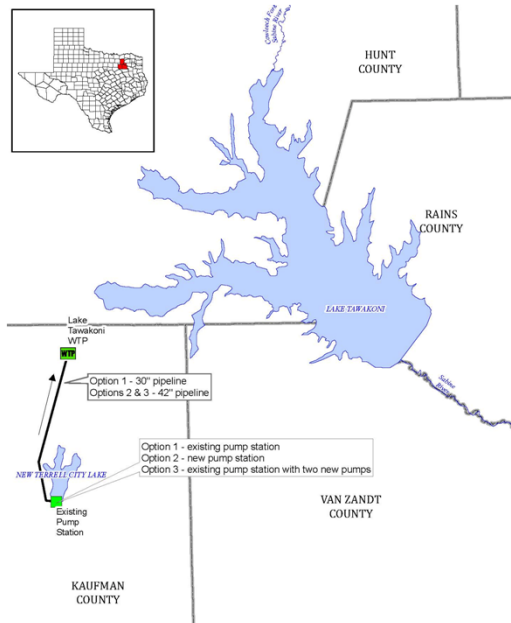 Cowleech Fork
Sabine River
HUNT
COUNTY
RAINS
COUNTY
LAKE TAWAKONI
Lake
Tawakoni
WTP
WTP
Option 1 - 30" pipeline
Options 2 & 3 - 42" pipeline
Sabine
River
Option 1 - existing pump station
Option 2 - new pump station
Option 3 - existing pump station with two new pumps
NEW TERRELL CITY LAKE
Existing
Pump
Station
VAN ZANDT
COUNTY
KAUFMAN
COUNTY